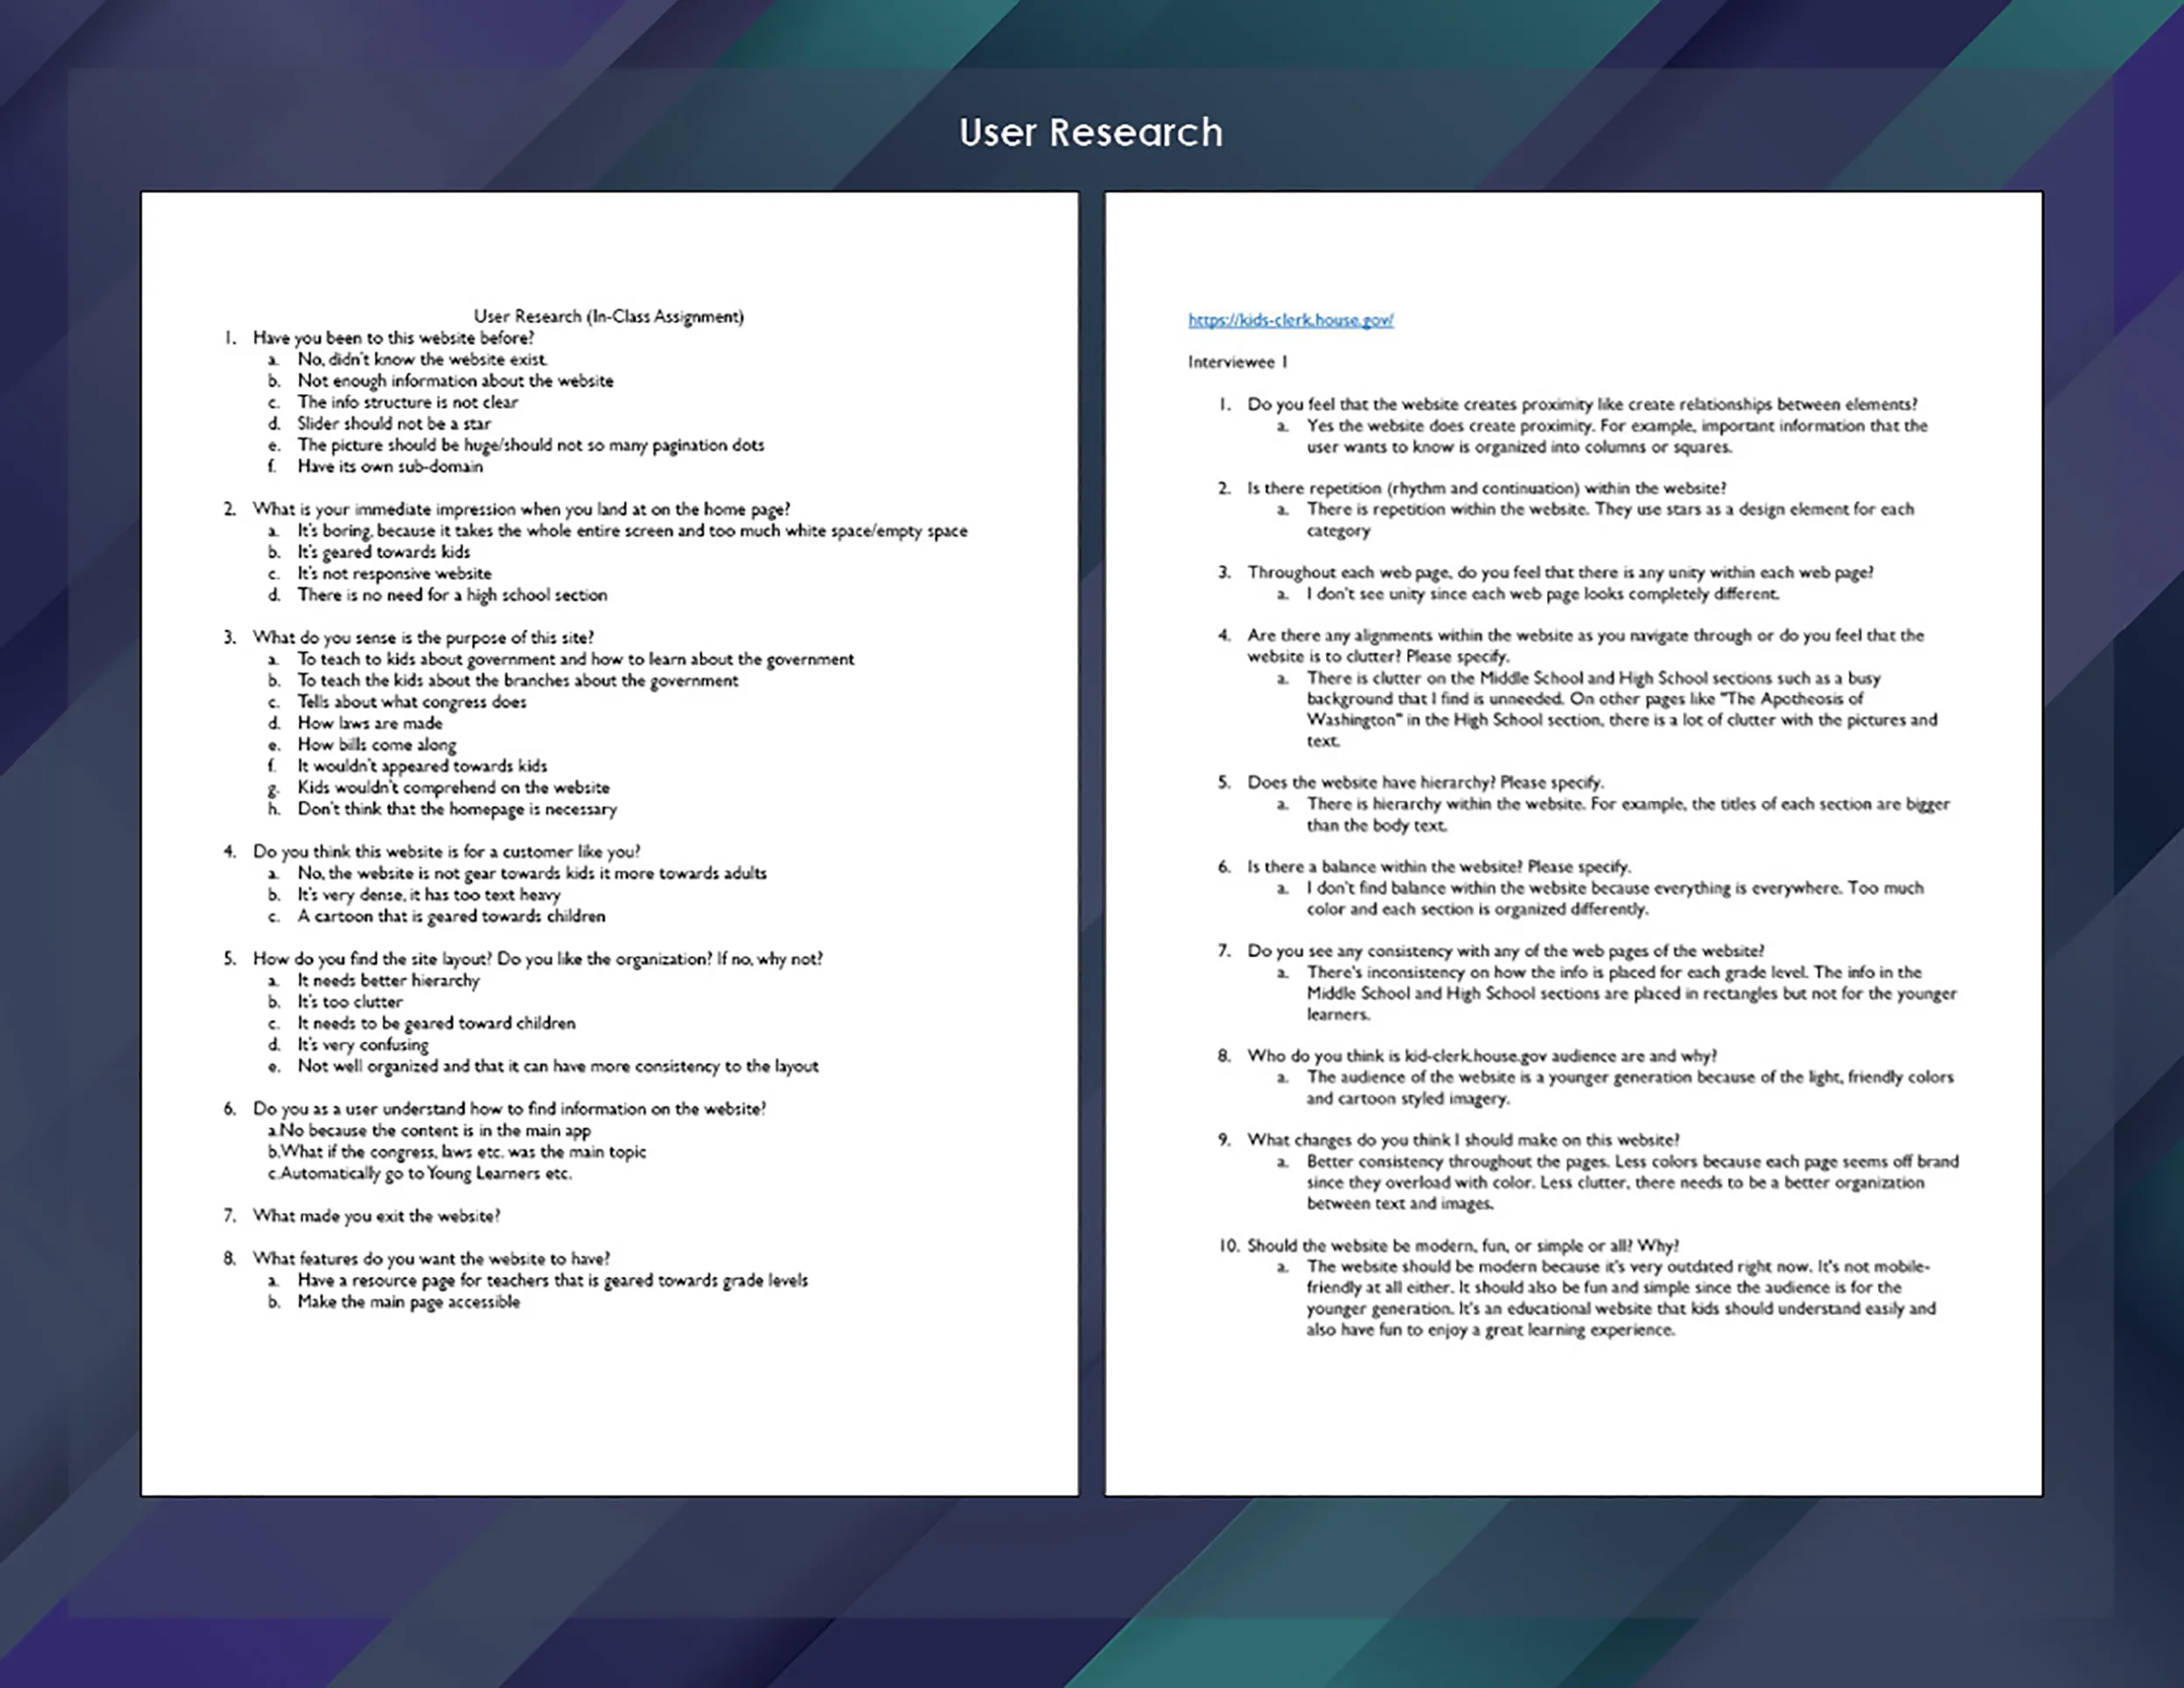 User Research
User Research (In-Class Assignment)
1. Have you been to this website before?
a. No, didn't know the website exist.
b. Not enough information about the website
c. The info structure is not clear
d. Slider should not be a star
e. The picture should be huge/should not so many pagination dots
f. Have its own sub-domain
2. What is your immediate impression when you land at on the home page?
a. It's boring, because it takes the whole entire screen and too much white space/empty space
b. It's geared towards kids
c. It's not responsive website
d. There is no need for a high school section
3. What do you sense is the purpose of this site?
a. To teach to kids about government and how to learn about the government
b. To teach the kids about the branches about the government
c. Tells about what congress does
d. How laws are made
e. How bills come along
f. It wouldn't appeared towards kids
g. Kids wouldn't comprehend on the website
h. Don't think that the homepage is necessary
4. Do you think this website is for a customer like you?
a. No, the website is not gear towards kids it more towards adults
b. It's very dense, it has too text heavy
c. A cartoon that is geared towards children
5. How do you find the site layout? Do you like the organization? If no, why not?
a. It needs better hierarchy
b. It's too clutter
c. It needs to be geared toward children
d. It's very confusing
e. Not well organized and that it can have more consistency to the layout
6. Do you as a user understand how to find information on the website?
a.No because the content is in the main app
b.What if the congress, laws etc. was the main topic
c.Automatically go to Young Learners etc.
7. What made you exit the website?
8. What features do you want the website to have?
a. Have a resource page for teachers that is geared towards grade levels
b. Make the main page accessible
https://kids-clerk.house.gov/
Interviewee 1
1. Do you feel that the website creates proximity like create relationships between elements?
a. Yes the website does create proximity. For example, important information that the
user wants to know is organized into columns or squares.
2. Is there repetition (rhythm and continuation) within the website?
a. There is repetition within the website. They use stars as a design element for each
category
3. Throughout each web page, do you feel that there is any unity within each web page?
a. I don't see unity since each web page looks completely different.
4. Are there any alignments within the website as you navigate through or do you feel that the
website is to clutter? Please specify.
a. There is clutter on the Middle School and High School sections such as a busy
background that I find is unneeded. On other pages like "The Apotheosis of
Washington" in the High School section, there is a lot of clutter with the pictures and
text.
5. Does the website have hierarchy? Please specify.
a. There is hierarchy within the website. For example, the titles of each section are bigger
than the body text.
6. Is there a balance within the website? Please specify.
a. I don't find balance within the website because everything is everywhere. Too much
color and each section is organized differently.
7. Do you see any consistency with any of the web pages of the website?
a. There's inconsistency on how the info is placed for each grade level. The info in the
Middle School and High School sections are placed in rectangles but not for the younger
learners.
8. Who do you think is kid-clerk.house.gov audience are and why?
a. The audience of the website is a younger generation because of the light, friendly colors
and cartoon styled imagery.
9. What changes do you think I should make on this website?
a. Better consistency throughout the pages. Less colors because each page seems off brand
since they overload with color. Less clutter, there needs to be a better organization
between text and images.
10. Should the website be modern, fun, or simple or all? Why?
a. The website should be modern because it's very outdated right now. It's not mobile-
friendly at all either. It should also be fun and simple since the audience is for the
younger generation. It's an educational website that kids should understand easily and
also have fun to enjoy a great learning experience.